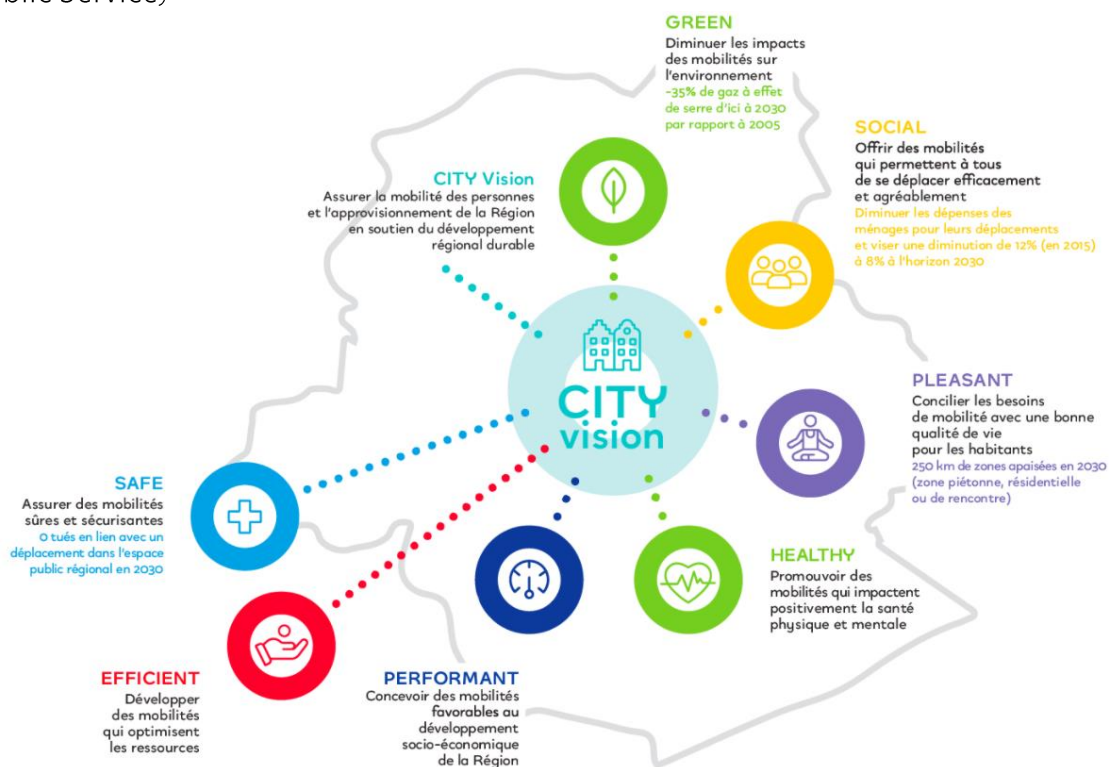 GREEN
Diminuer les impacts
des mobilités sur
l'environnement
-35% de gaz à effet
de serre d'ici à 2030
par rapport à 2005
SOCIAL
Offrir des mobilités
qui permettent à tous
de se déplacer efficacement
et agréablement
Diminuer les dépenses des
ménages pour leurs déplacements
et viser une diminution de 12% (en 2015)
à 8% à l'horizon 2030
CITY Vision
Assurer la mobilité des personnes
et l'approvisionnement de la Région
en soutien du développement
régional durable
CITY
vision
PLEASANT
Concilier les besoins
de mobilité avec une bonne
qualité de vie
pour les habitants
250 km de zones apaisées en 2030
(zone piétonne, résidentielle
ou de rencontre)
SAFE
Assurer des mobilités
sûres et sécurisantes
0 tués en lien avec un
déplacement dans l'espace
public régional en 2030
HEALTHY
Promouvoir des
mobilités qui impactent
positivement la santé
physique et mentale
EFFICIENT
Développer
des mobilités
qui optimisent
les ressources
PERFORMANT
Concevoir des mobilités
favorables au
développement
socio-économique
de la Région